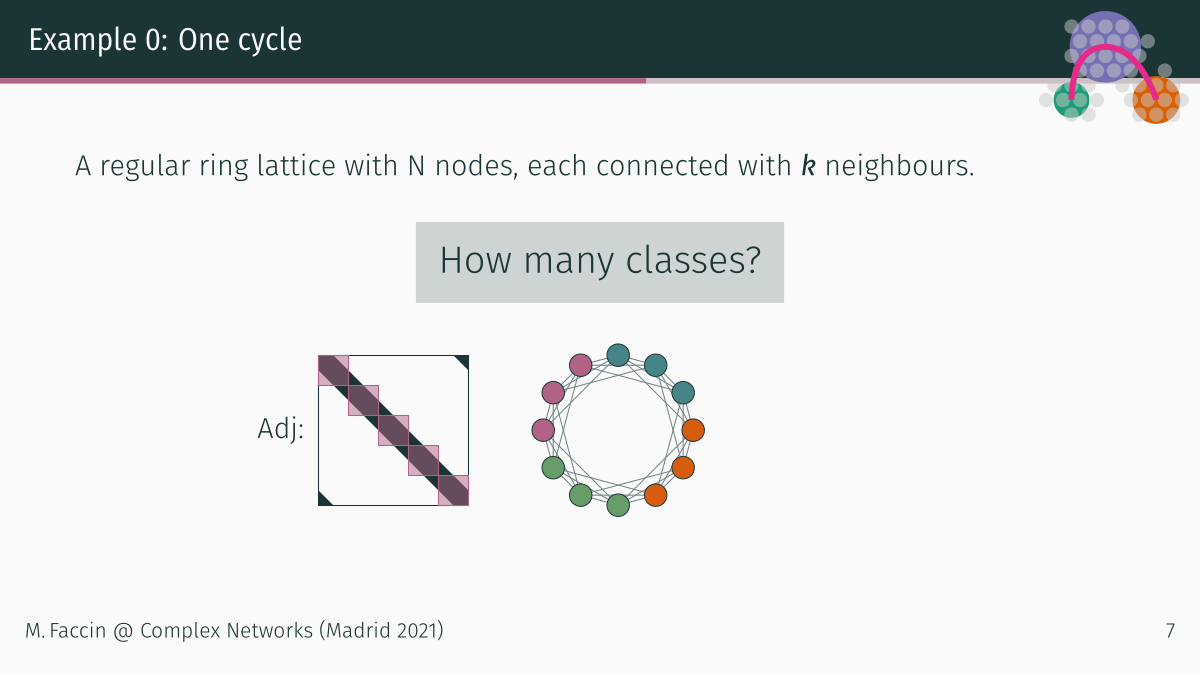 Example 0: One cycle
A regular ring lattice with N nodes, each connected with k neighbours.
How many classes?
Adj:
M. Faccin @ Complex Networks (Madrid 2021)
7